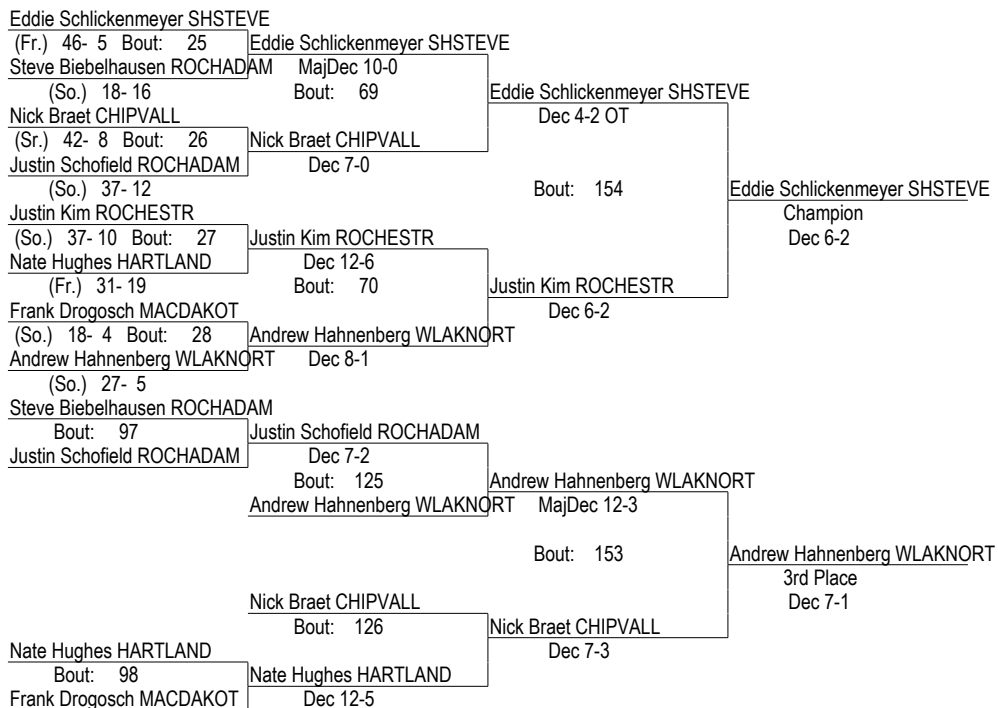 Eddie Schlickenmeyer SHSTEVE
(Fr.) 46- 5 Bout: 25 Eddie Schlickenmeyer SHSTEVE
Steve Biebelhausen ROCHADAM MajDec 10-0
(So.) 18- 16 Bout: 69 Eddie Schlickenmeyer SHSTEVE
Nick Braet CHIPVALL Dec 4-2 OT
(Sr.) 42- 8 Bout: 26 Nick Braet CHIPVALL
Justin Schofield ROCHADAM Dec 7-0
(So.) 37- 12 Bout: 154 Eddie Schlickenmeyer SHSTEVE
Justin Kim ROCHESTR Champion
(So.) 37- 10 Bout: 27 Justin Kim ROCHESTR Dec 6-2
Nate Hughes HARTLAND Dec 12-6
(Fr.) 31- 19 Bout: 70 Justin Kim ROCHESTR
Frank Drogosch MACDAKOT Dec 6-2
(So.) 18- 4 Bout: 28 Andrew Hahnenberg WLAKNORT
Andrew Hahnenberg WLAKNORT Dec 8-1
(So.) 27- 5
Steve Biebelhausen ROCHADAM
Bout: 97 Justin Schofield ROCHADAM
Justin Schofield ROCHADAM Dec 7-2
Bout: 125 Andrew Hahnenberg WLAKNORT
Andrew Hahnenberg WLAKNORT MajDec 12-3
Bout: 153 Andrew Hahnenberg WLAKNORT
3rd Place
Nick Braet CHIPVALL Dec 7-1
Bout: 126 Nick Braet CHIPVALL
Nate Hughes HARTLAND Dec 7-3
Bout: 98 Nate Hughes HARTLAND
Frank Drogosch MACDAKOT Dec 12-5